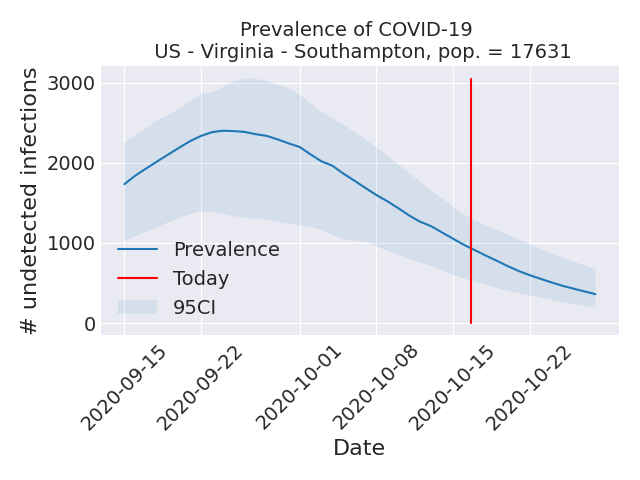 Prevalence of COVID-19
US - Virginia - Southampton, pop. = 17631
# undetected infections
3000
2000
1000
0
Prevalence
Today
95CI
2020-09-15
2020-09-22
2020-10-01
2020-10-08
2020-10-15
2020-10-22
Date